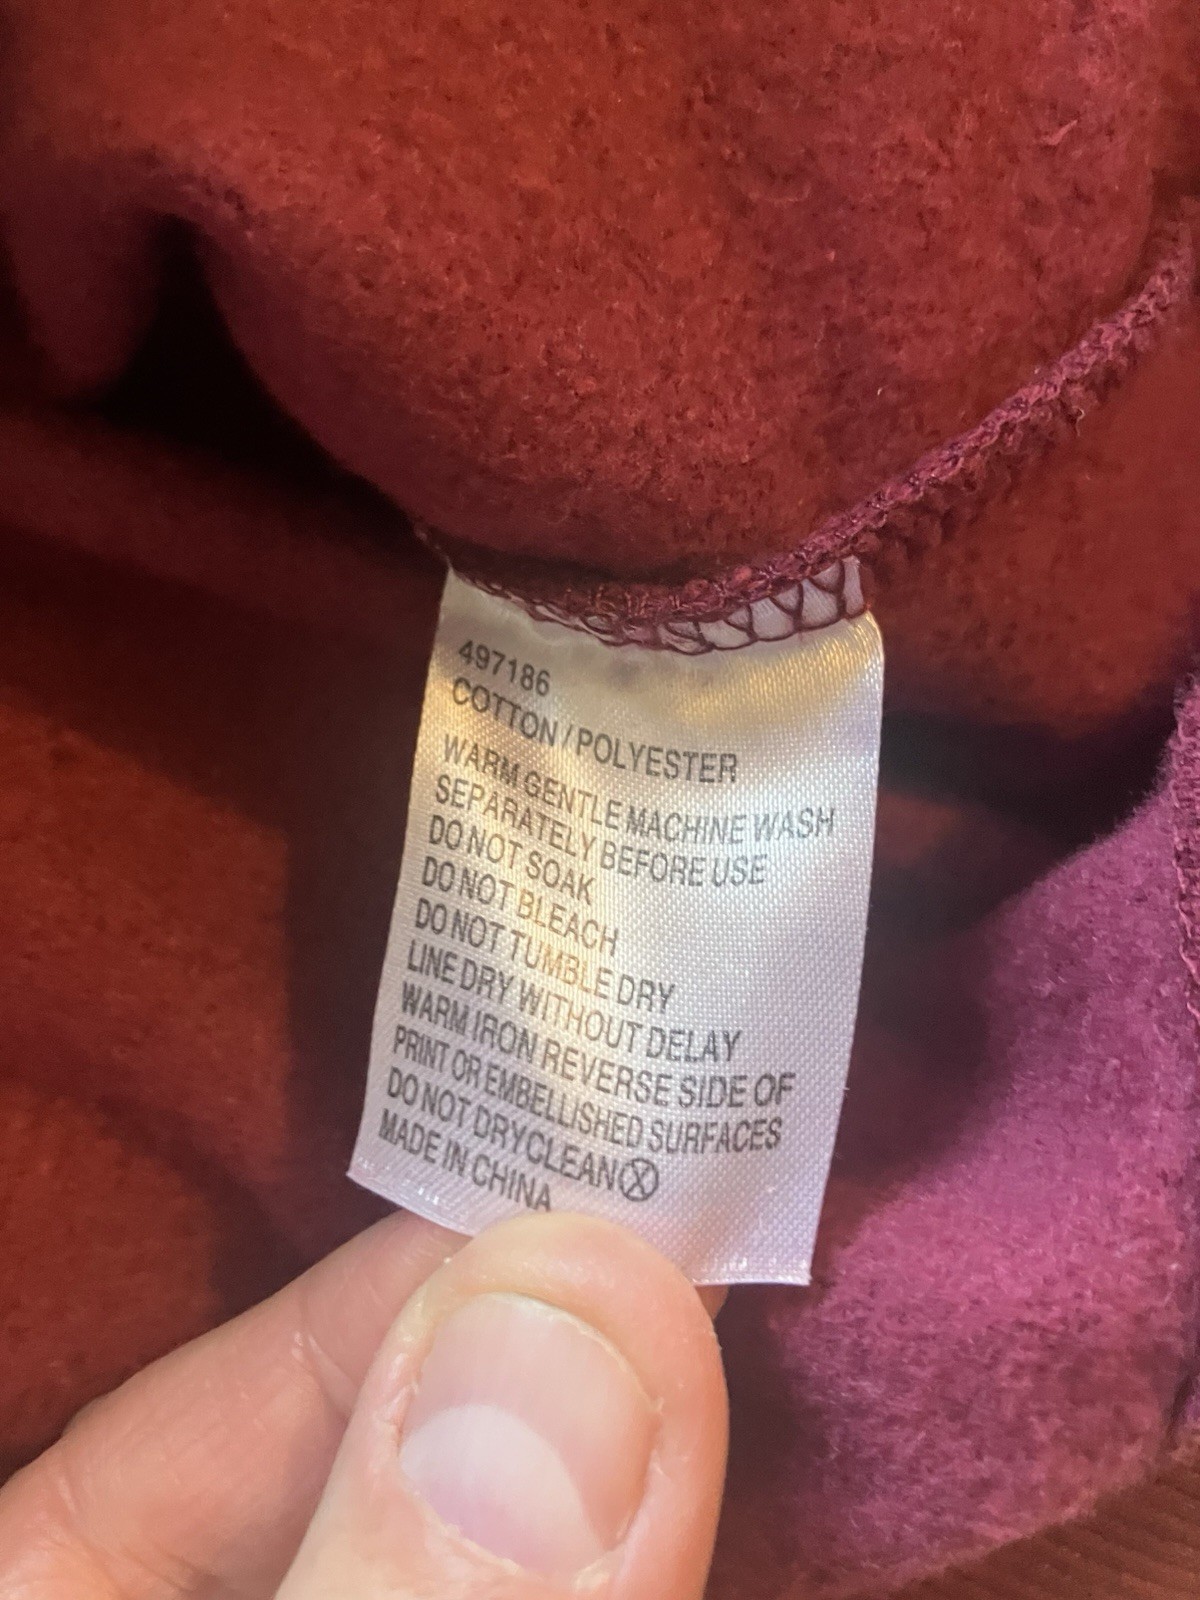 497186
COTTON / POLYESTER
WARM GENTLE MACHINE WASH
SEPARATELY BEFORE USE
DO NOT SOAK
DO NOT BLEACH
DO NOT TUMBLE DRY
LINE DRY WITHOUT DELAY
WARM IRON REVERSE SIDE OF
PRINT OR EMBELLISHED SURFACES
DO NOT DRYCLEAN
MADE IN CHINA